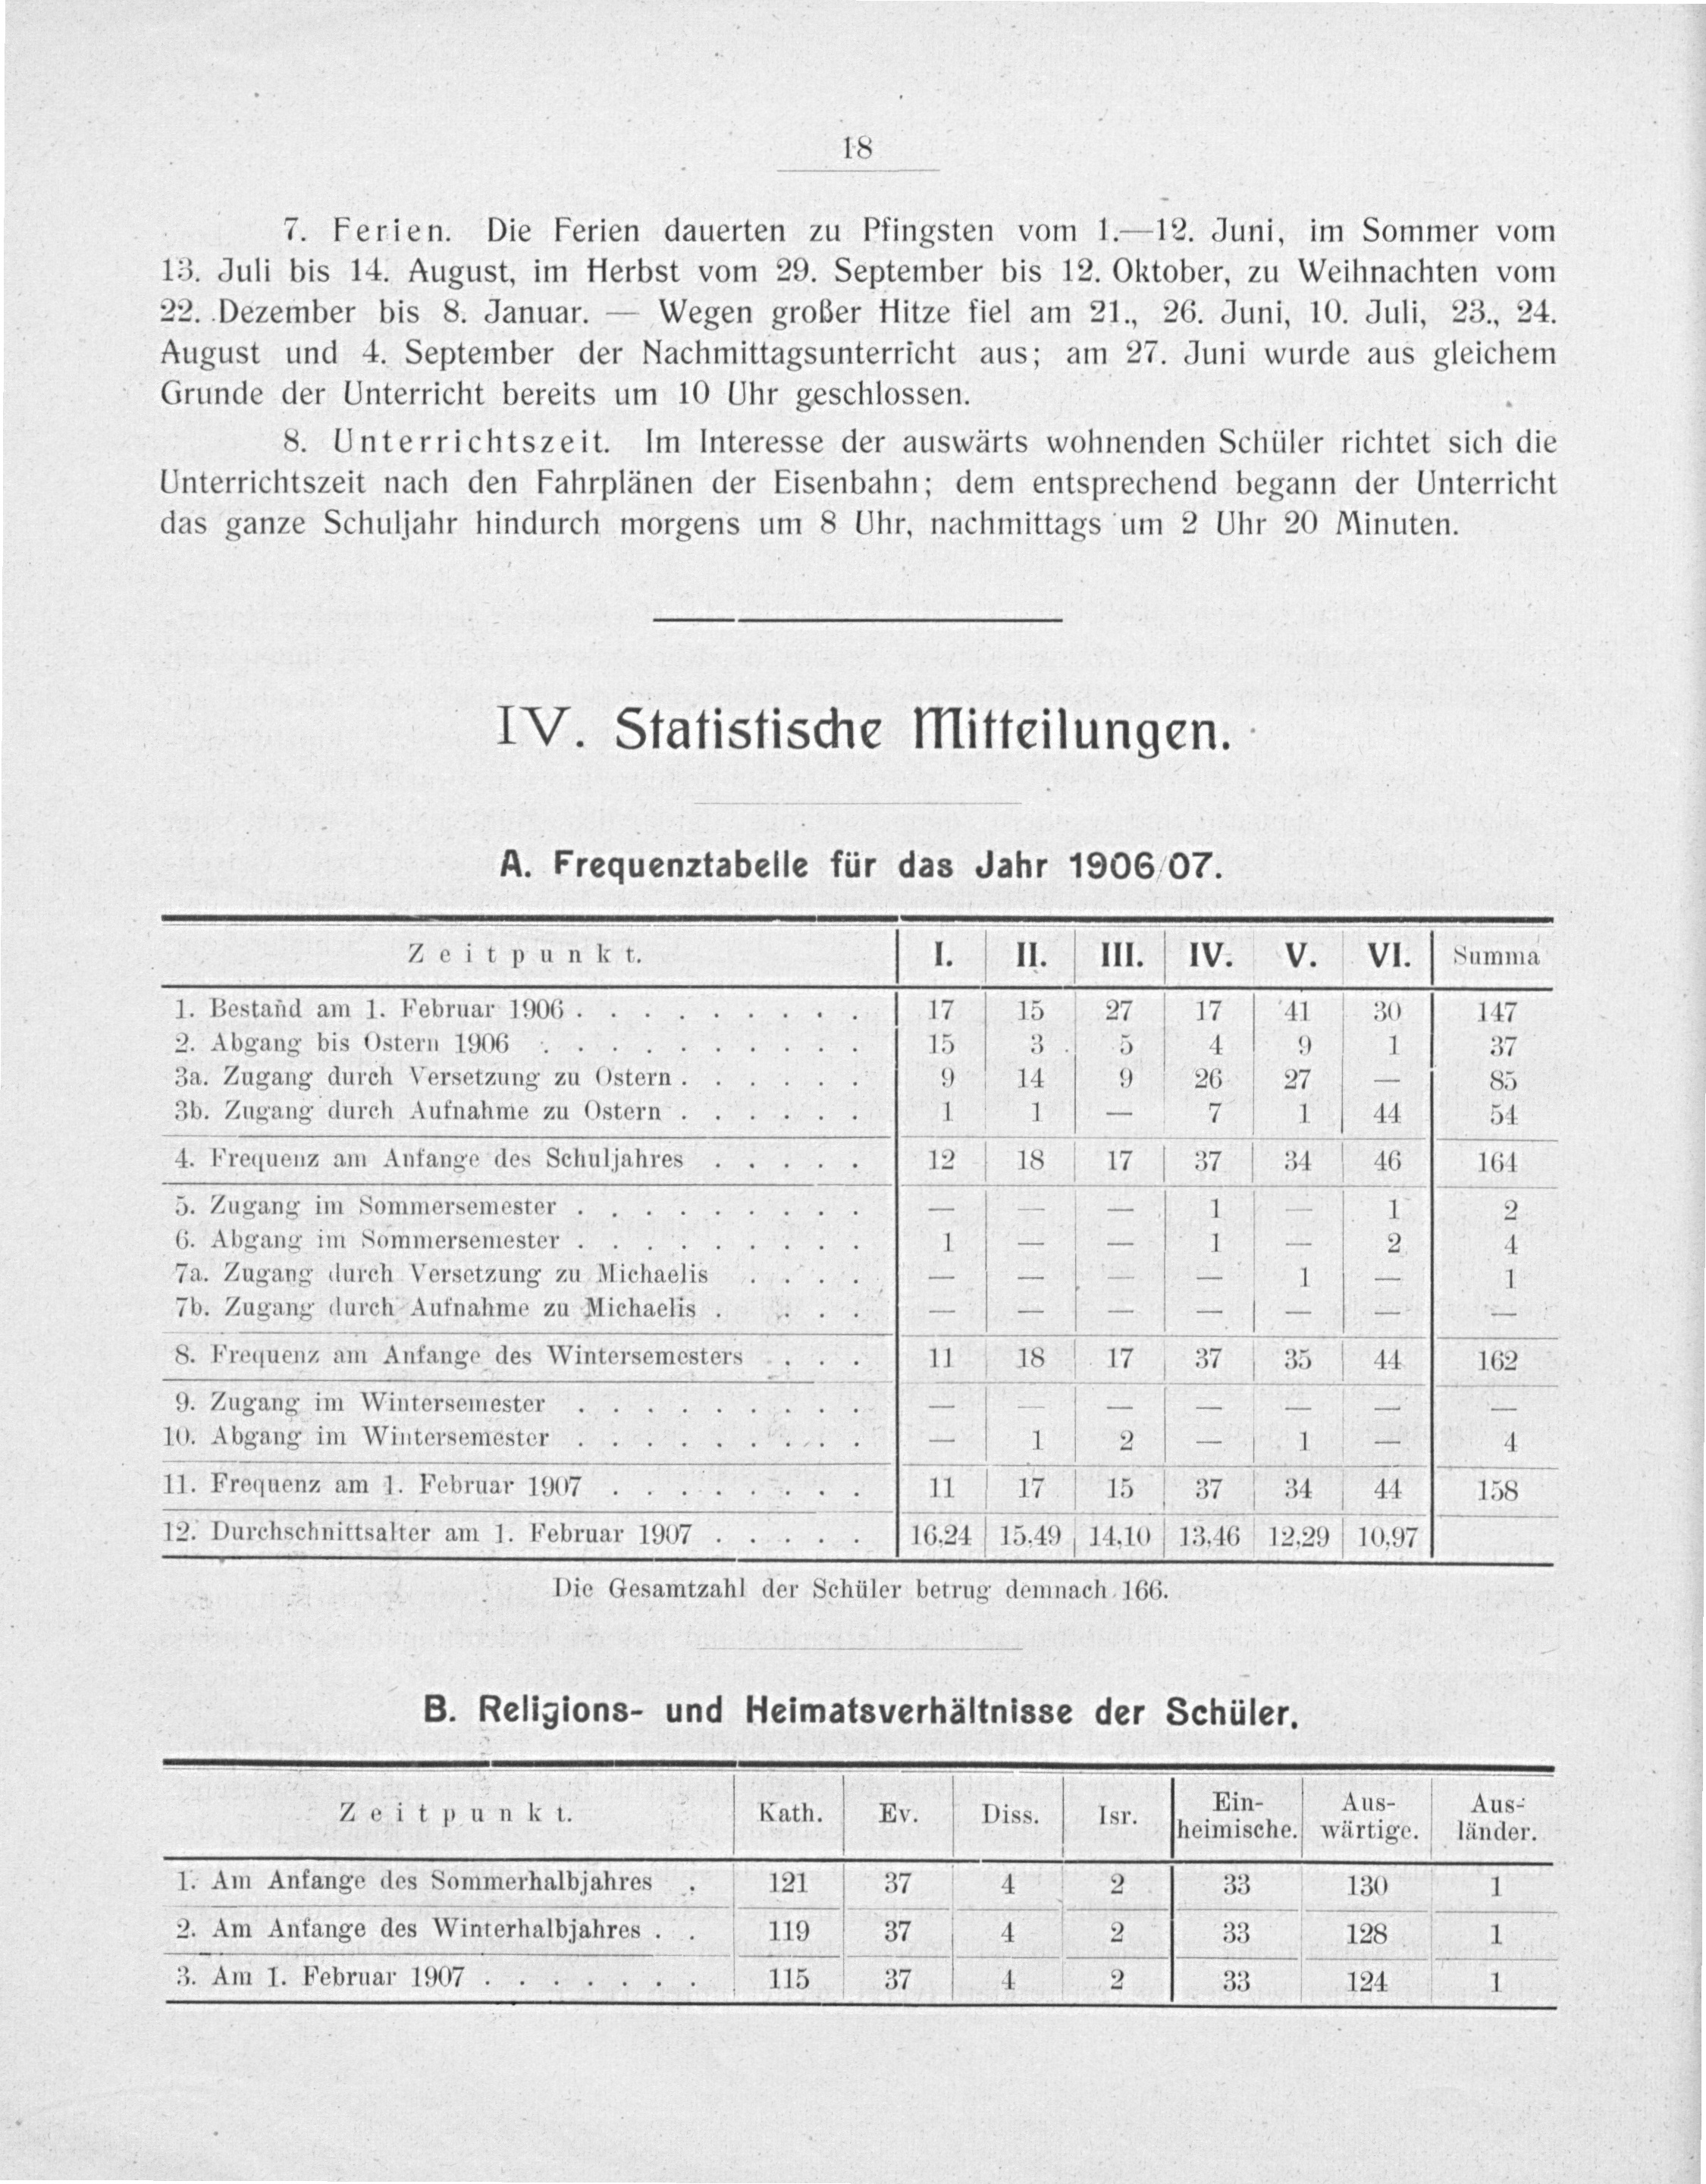 18
7. Ferien. Die Ferien dauerten zu Pfingsten vom 1.—12. Juni, im Sommer vom
13. Juli bis 14. August, im Herbst vom 29. September bis 12. Oktober, zu Weihnachten vom
22. Dezember bis 8. Januar. — Wegen großer Hitze fiel am 21., 26. Juni, 10. Juli, 23., 24.
August und 4. September der Nachmittagsunterricht aus; am 27. Juni wurde aus gleichem
Grunde der Unterricht bereits um 10 Uhr geschlossen.
8. Unterrichtszeit. Im Interesse der auswärts wohnenden Schüler richtet sich die
Unterrichtszeit nach den Fahrplänen der Eisenbahn; dem entsprechend begann der Unterricht
das ganze Schuljahr hindurch morgens um 8 Uhr, nachmittags um 2 Uhr 20 Minuten.
IV. Statistische Mitteilungen.
A. Frequenztabelle für das Jahr 1906/07.
Zeitpunkt. I. II. III. IV. V. VI. Summa
1. Bestand am 1. Februar 1906 . . . . . . . . . 17 15 27 17 41 30 147
2. Abgang bis Ostern 1906 . . . . . . . . . . 15 3 5 4 9 1 37
3a. Zugang durch Versetzung zu Ostern . . . . . . 9 14 9 26 27 — 85
3b. Zugang durch Aufnahme zu Ostern . . . . . . 1 1 — 7 1 44 54
4. Frequenz am Anfange des Schuljahres . . . . . 12 18 17 37 34 46 164
5. Zugang im Sommersemester . . . . . . . . . — — — 1 — 1 2
6. Abgang im Sommersemester . . . . . . . . . 1 — — 1 — 2 4
7a. Zugang durch Versetzung zu Michaelis . . . . — — — — 1 — 1
7b. Zugang durch Aufnahme zu Michaelis . . . . — — — — — — —
8. Frequenz am Anfange des Wintersemesters . . . 11 18 17 37 35 44 162
9. Zugang im Wintersemester . . . . . . . . . — — — — — — —
10. Abgang im Wintersemester . . . . . . . . . — 1 2 — 1 — 4
11. Frequenz am 1. Februar 1907 . . . . . . . . 11 17 15 37 34 44 158
12. Durchschnittsalter am 1. Februar 1907 . . . . . 16,24 15,49 14,10 13,46 12,29 10,97
Die Gesamtzahl der Schüler betrug demnach 166.
B. Religions- und Heimatsverhältnisse der Schüler.
Zeitpunkt. Kath. Ev. Diss. Isr. Ein- Aus- Aus-
heimische. wärtige. länder.
1. Am Anfange des Sommerhalbjahres . 121 37 4 2 33 130 1
2. Am Anfange des Winterhalbjahres . . 119 37 4 2 33 128 1
3. Am 1. Februar 1907 . . . . . . . 115 37 4 2 33 124 1